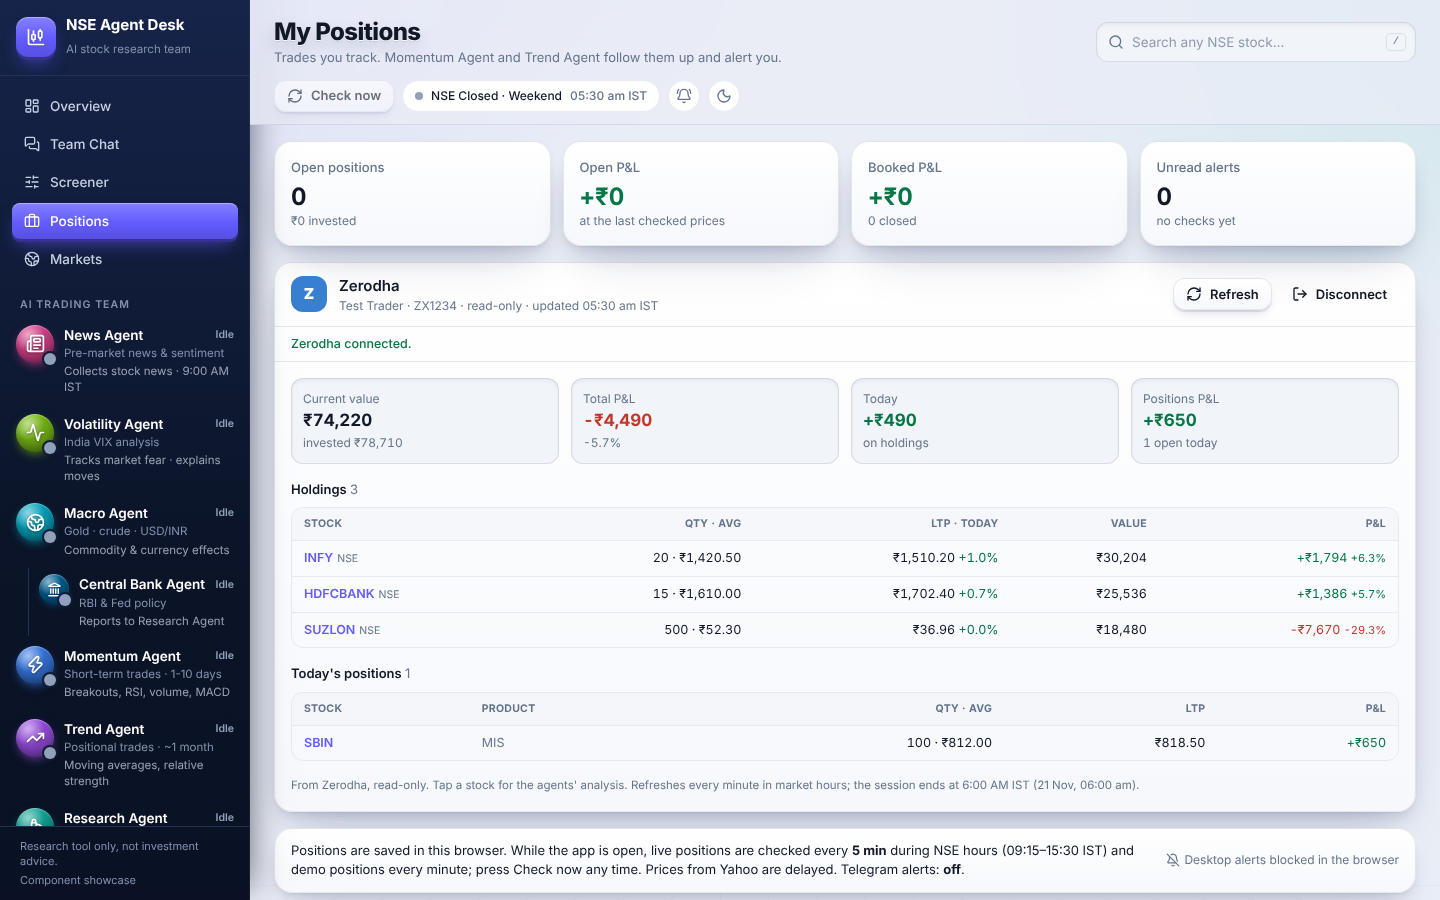 NSE Agent Desk
AI stock research team
Overview
Team Chat
Screener
Positions
Markets
AI TRADING TEAM
News Agent Idle
Pre-market news & sentiment
Collects stock news · 9:00 AM
IST
Volatility Agent Idle
India VIX analysis
Tracks market fear · explains
moves
Macro Agent Idle
Gold · crude · USD/INR
Commodity & currency effects
Central Bank Agent Idle
RBI & Fed policy
Reports to Research Agent
Momentum Agent Idle
Short-term trades · 1-10 days
Breakouts, RSI, volume, MACD
Trend Agent Idle
Positional trades · ~1 month
Moving averages, relative
strength
Research Agent Idle
Research tool only, not investment
advice.
Component showcase
My Positions
Trades you track. Momentum Agent and Trend Agent follow them up and alert you.
Search any NSE stock... /
Check now
NSE Closed · Weekend 05:30 am IST
Open positions
0
₹0 invested
Open P&L
+₹0
at the last checked prices
Booked P&L
+₹0
0 closed
Unread alerts
0
no checks yet
Z
Zerodha
Test Trader · ZX1234 · read-only · updated 05:30 am IST
Refresh
Disconnect
Zerodha connected.
Current value
₹74,220
invested ₹78,710
Total P&L
-₹4,490
-5.7%
Today
+₹490
on holdings
Positions P&L
+₹650
1 open today
Holdings 3
STOCK QTY · AVG LTP · TODAY VALUE P&L
INFY NSE 20 · ₹1,420.50 ₹1,510.20 +1.0% ₹30,204 +₹1,794 +6.3%
HDFCBANK NSE 15 · ₹1,610.00 ₹1,702.40 +0.7% ₹25,536 +₹1,386 +5.7%
SUZLON NSE 500 · ₹52.30 ₹36.96 +0.0% ₹18,480 -₹7,670 -29.3%
Today's positions 1
STOCK PRODUCT QTY · AVG LTP P&L
SBIN MIS 100 · ₹812.00 ₹818.50 +₹650
From Zerodha, read-only. Tap a stock for the agents' analysis. Refreshes every minute in market hours; the session ends at 6:00 AM IST (21 Nov, 06:00 am).
Positions are saved in this browser. While the app is open, live positions are checked every 5 min during NSE hours (09:15–15:30 IST) and
demo positions every minute; press Check now any time. Prices from Yahoo are delayed. Telegram alerts: off.
Desktop alerts blocked in the browser